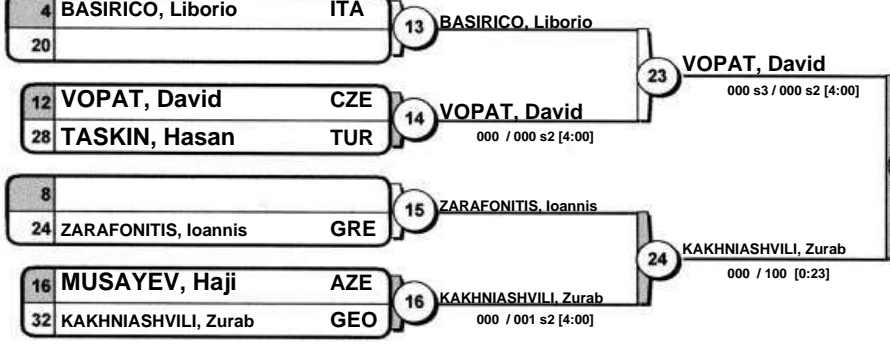 4 BASIRICO, Liborio ITA
20
13 BASIRICO, Liborio
12 VOPAT, David CZE
28 TASKIN, Hasan TUR
14 VOPAT, David
000 / 000 s2 [4:00]
23 VOPAT, David
000 s3 / 000 s2 [4:00]
8
24 ZARAFONITIS, Ioannis GRE
15 ZARAFONITIS, Ioannis
16 MUSAYEV, Haji AZE
32 KAKHNIASHVILI, Zurab GEO
16 KAKHNIASHVILI, Zurab
000 / 001 s2 [4:00]
24 KAKHNIASHVILI, Zurab
000 / 100 [0:23]